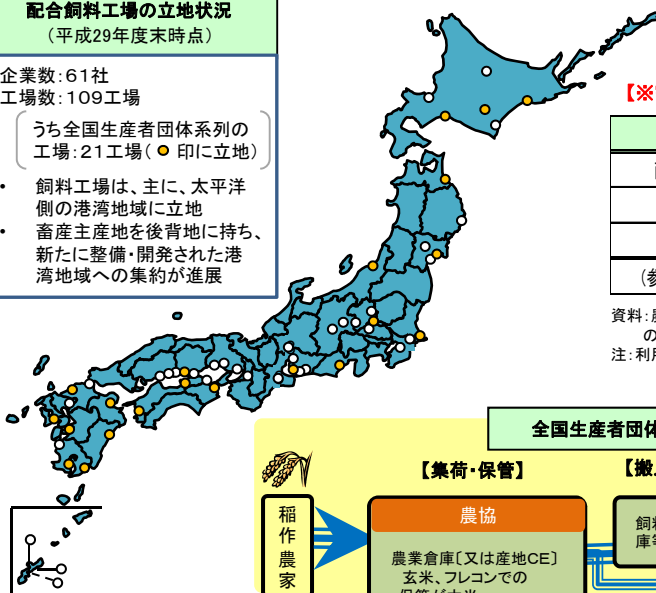 配合飼料工場の立地状況
（平成29年度末時点）
企業数：61社
工場数：109工場
うち全国生産者団体系列の
工場：21工場（ 印に立地）
• 飼料工場は、主に、太平洋
側の港湾地域に立地
• 畜産主産地を後背地に持ち、
新たに整備・開発された港
湾地域への集約が進展
【※
（参
資料：
の
注：利用
全国生産者団体
【集荷・保管】
【搬
稲作農家
農協
農業倉庫〔又は産地CE〕
玄米、フレコンでの
飼料
庫等